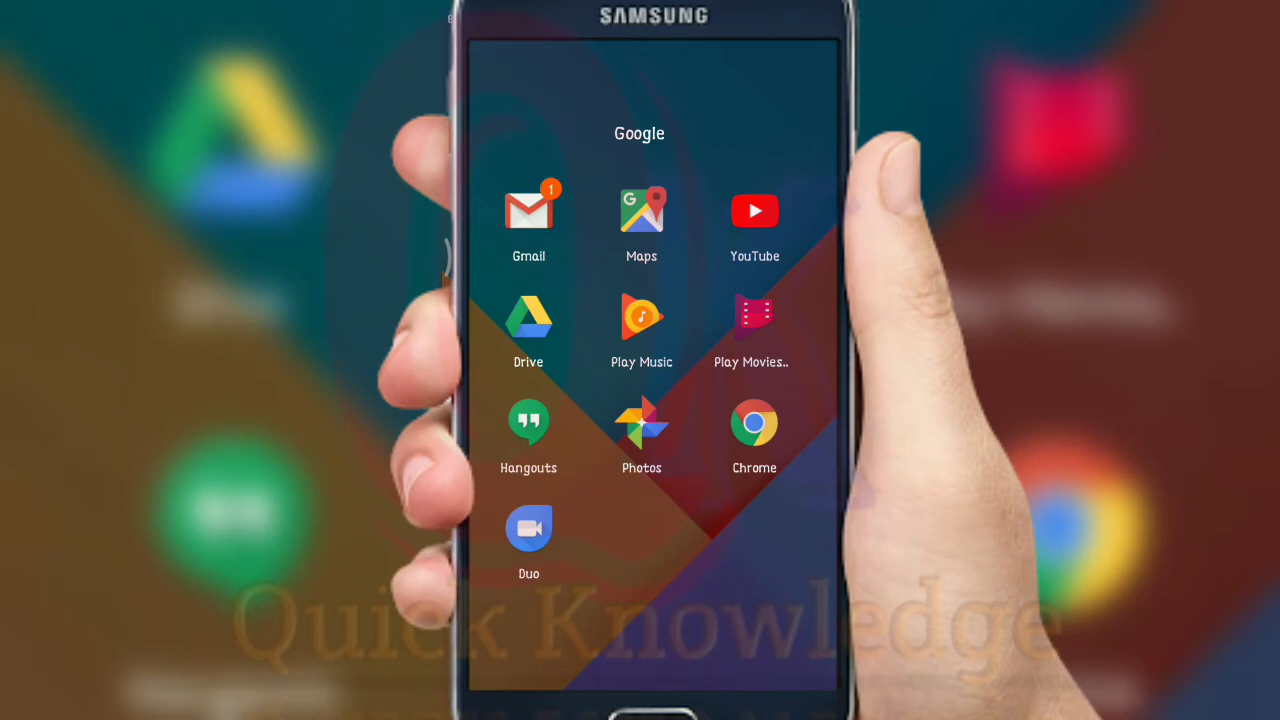 SAMSUNG
Google
1
Gmail
Maps
YouTube
Drive
Play Music
Play Movies..
Hangouts
Photos
Chrome
Duo
Quick Knowledge